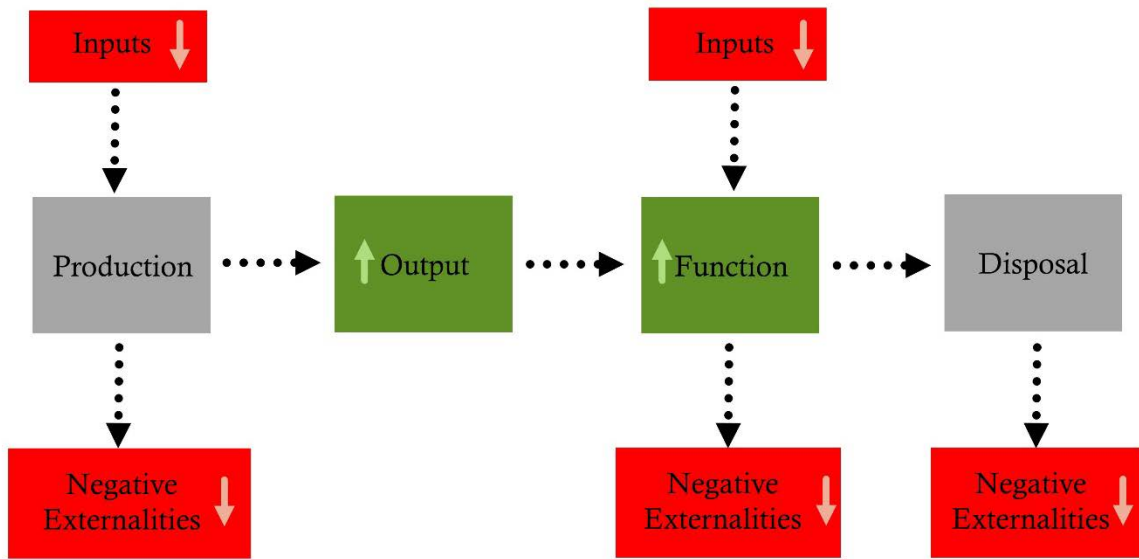 Inputs
Inputs
Production
Output
Function
Disposal
Negative
Externalities
Negative
Externalities
Negative
Externalities